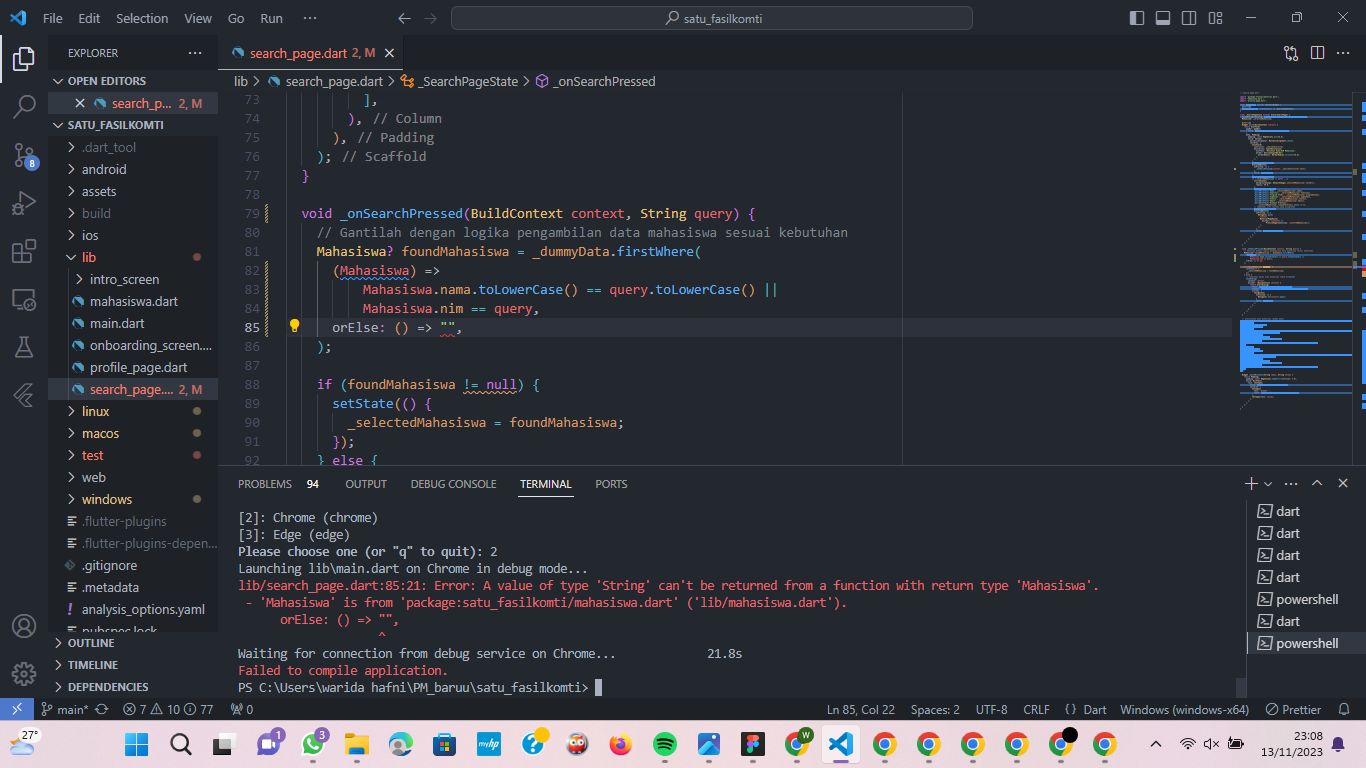 File Edit Selection View Go Run ··· satu_fasilkomti
EXPLORER
search_page.dart 2, M
OPEN EDITORS
search_p... 2, M
SATU_FASILKOMTI
.dart_tool
android
assets
build
ios
lib
intro_screen
mahasiswa.dart
main.dart
onboarding_screen....
profile_page.dart
search_page.... 2, M
linux
macos
test
web
windows
.flutter-plugins
.flutter-plugins-depen...
.gitignore
.metadata
analysis_options.yaml
pubspec.lock
OUTLINE
TIMELINE
DEPENDENCIES
8
lib > search_page.dart > _SearchPageState > _onSearchPressed
73 ],
74 ), // Column
75 ), // Padding
76 ); // Scaffold
77 }
78
79 void _onSearchPressed(BuildContext context, String query) {
80 // Gantilah dengan logika pengambilan data mahasiswa sesuai kebutuhan
81 Mahasiswa? foundMahasiswa = _dummyData.firstWhere(
82 (Mahasiswa) =>
83 Mahasiswa.nama.toLowerCase() == query.toLowerCase() ||
84 Mahasiswa.nim == query,
85 orElse: () => "",
86 );
87
88 if (foundMahasiswa != null) {
89 setState(() {
90 _selectedMahasiswa = foundMahasiswa;
91 });
92 } else {
PROBLEMS 94 OUTPUT DEBUG CONSOLE TERMINAL PORTS
[2]: Chrome (chrome)
[3]: Edge (edge)
Please choose one (or "q" to quit): 2
Launching lib\main.dart on Chrome in debug mode...
lib/search_page.dart:85:21: Error: A value of type 'String' can't be returned from a function with return type 'Mahasiswa'.
- 'Mahasiswa' is from 'package:satu_fasilkomti/mahasiswa.dart' ('lib/mahasiswa.dart').
orElse: () => "",
^
Waiting for connection from debug service on Chrome... 21.8s
Failed to compile application.
PS C:\Users\warida hafni\PM_baruu\satu_fasilkomti>
dart
dart
dart
dart
powershell
dart
powershell
main* 7 10 77 0 Ln 85, Col 22 Spaces: 2 UTF-8 CRLF {} Dart Windows (windows-x64) Prettier
27° 1 3 myhp W 23:08
13/11/2023